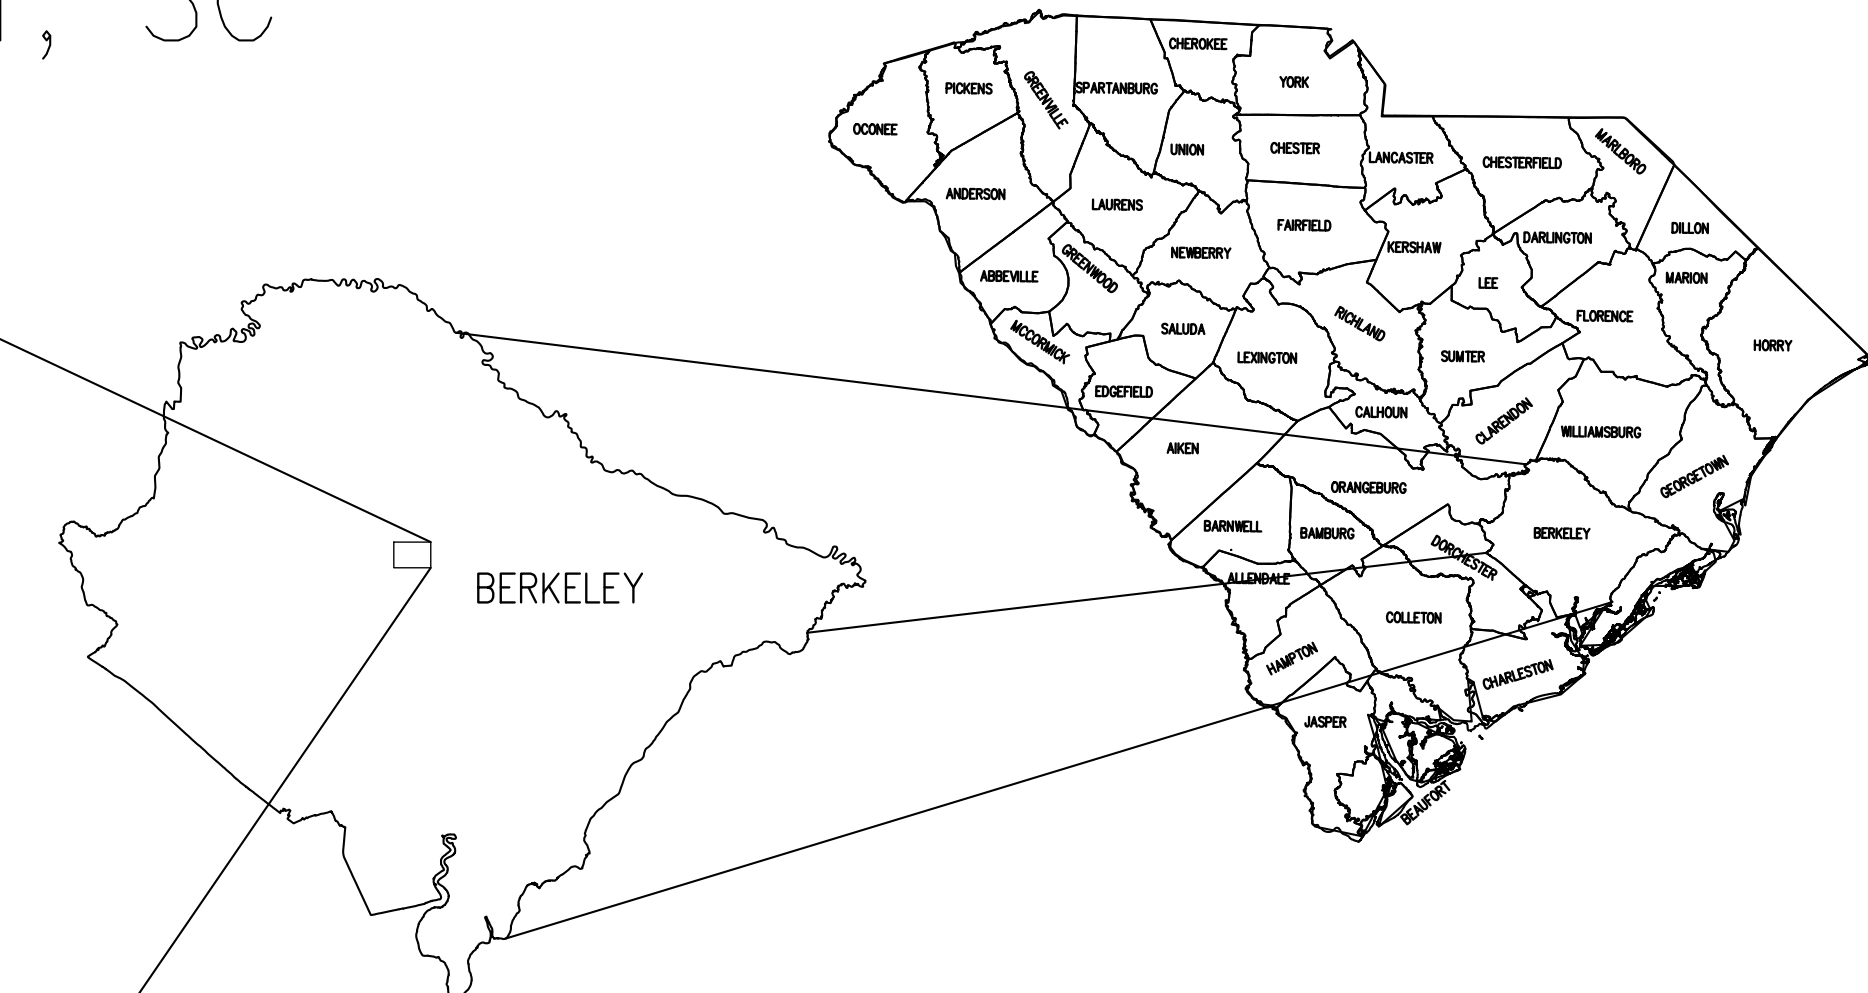 , SC
CHEROKEE
YORK
PICKENS
GREENVILLE
SPARTANBURG
OCONEE
UNION
CHESTER
LANCASTER
CHESTERFIELD
MARLBORO
ANDERSON
LAURENS
FAIRFIELD
KERSHAW
DARLINGTON
DILLON
NEWBERRY
ABBEVILLE
GREENWOOD
LEE
MARION
MCCORMICK
SALUDA
RICHLAND
FLORENCE
LEXINGTON
SUMTER
HORRY
EDGEFIELD
CALHOUN
CLARENDON
WILLIAMSBURG
AIKEN
GEORGETOWN
ORANGEBURG
BARNWELL
BAMBURG
DORCHESTER
BERKELEY
ALLENDALE
BERKELEY
COLLETON
HAMPTON
CHARLESTON
JASPER
BEAUFORT